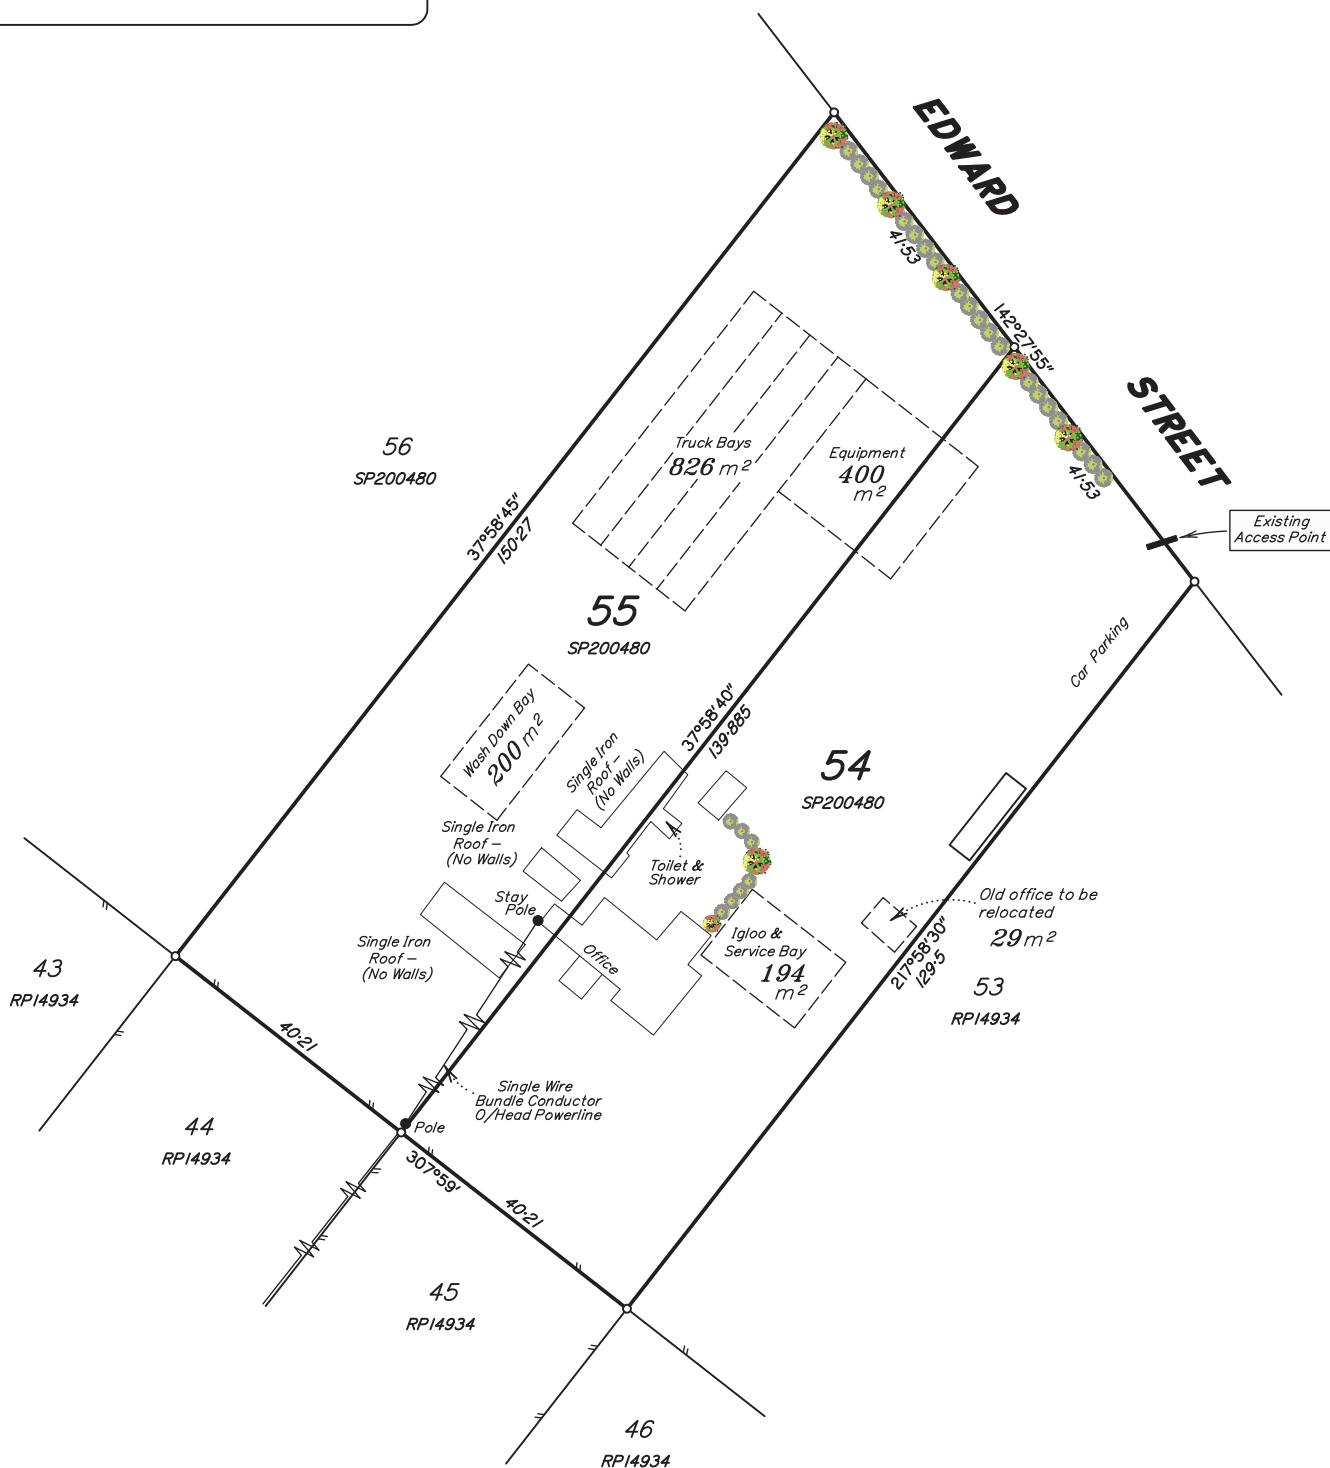 EDWARD
STREET
41·53
142°27'55"
41·53
Existing
Access Point
56
SP200480
Truck Bays
826 m²
Equipment
400
m²
37°58'45"
150·27
55
SP200480
Car Parking
Wash Down Bay
200 m²
Single Iron
Roof –
(No Walls)
37°58'40"
139·885
54
SP200480
Single Iron
Roof –
(No Walls)
Toilet &
Shower
Stay
Pole
Old office to be
relocated
29 m²
Single Iron
Roof –
(No Walls)
Office
Igloo &
Service Bay
194
m²
217°58'30"
129·5
43
RP14934
53
RP14934
40·21
Single Wire
Bundle Conductor
O/Head Powerline
44
RP14934
Pole
307°59'
40·21
45
RP14934
46
RP14934